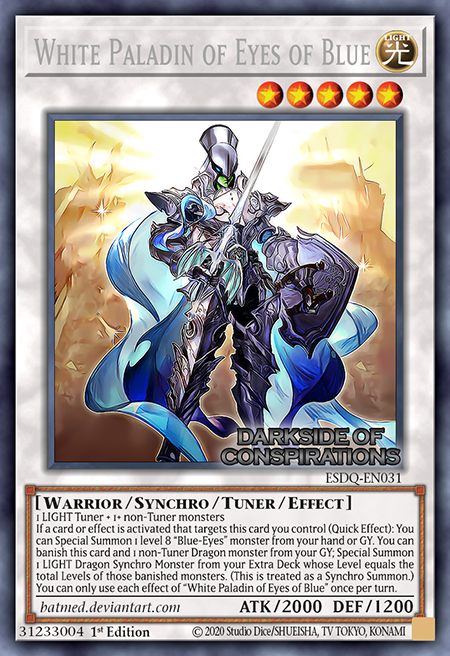 WHITE PALADIN OF EYES OF BLUE
LIGHT
光
DARKSIDE OF
CONSPIRATIONS
ESDQ-EN031
[WARRIOR/SYNCHRO/TUNER/EFFECT]
1 LIGHT Tuner + 1+ non-Tuner monsters
If a card or effect is activated that targets this card you control (Quick Effect): You
can Special Summon 1 level 8 "Blue-Eyes" monster from your hand or GY. You can
banish this card and 1 non-Tuner Dragon monster from your GY; Special Summon
1 LIGHT Dragon Synchro Monster from your Extra Deck whose Level equals the
total Levels of those banished monsters. (This is treated as a Synchro Summon.)
You can only use each effect of "White Paladin of Eyes of Blue" once per turn.
batmed.deviantart.com ATK/2000 DEF/1200
31233004 1st Edition ©2020 Studio Dice/SHUEISHA, TV TOKYO, KONAMI